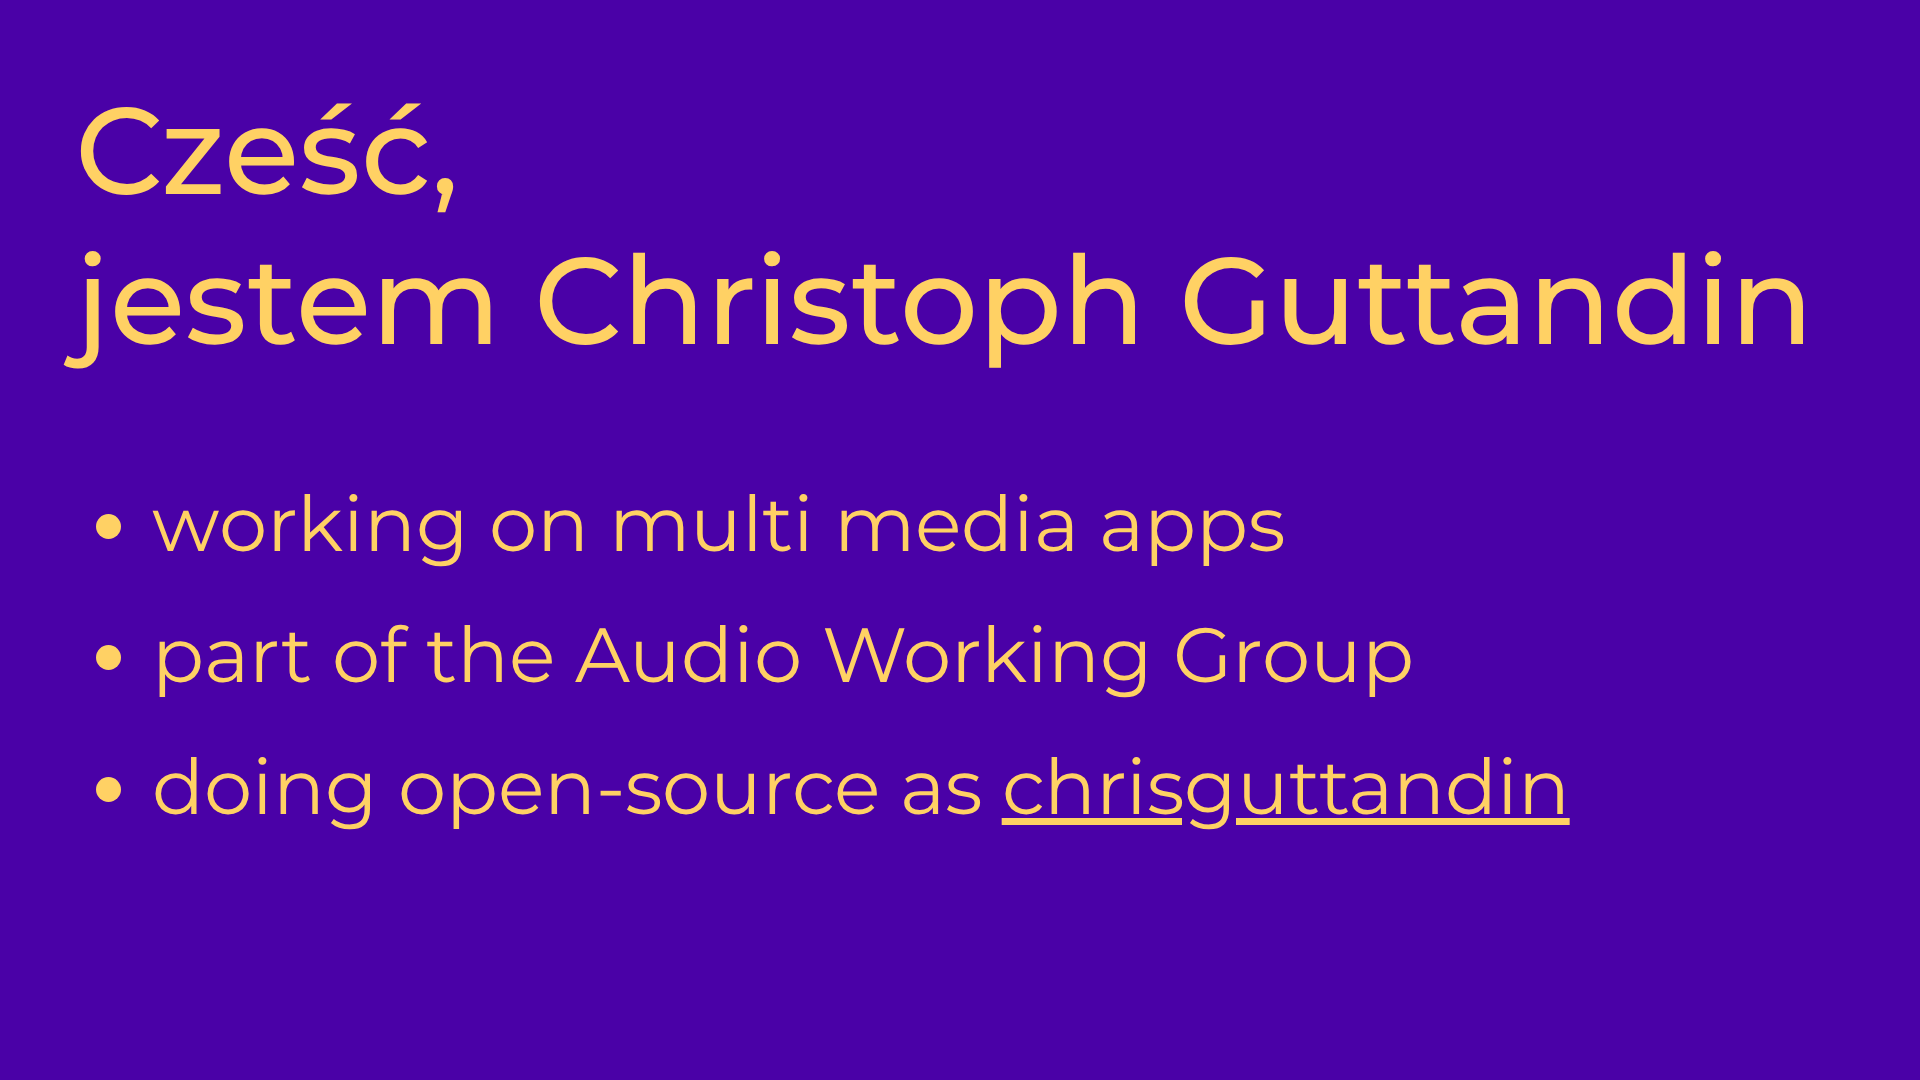 Cześć,
jestem Christoph Guttandin
• working on multi media apps
• part of the Audio Working Group
• doing open-source as chrisguttandin